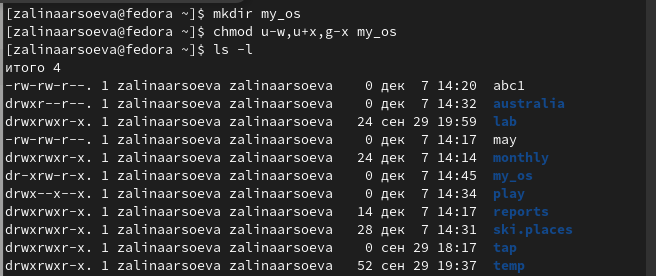 [zalinaarsoeva@fedora ~]$ mkdir my_os
[zalinaarsoeva@fedora ~]$ chmod u-w,u+x,g-x my_os
[zalinaarsoeva@fedora ~]$ ls -l
итого 4
-rw-rw-r--. 1 zalinaarsoeva zalinaarsoeva    0 дек  7 14:20  abc1
drwxr--r--. 1 zalinaarsoeva zalinaarsoeva    0 дек  7 14:32  australia
drwxrwxr-x. 1 zalinaarsoeva zalinaarsoeva   24 сен 29 19:59  lab
-rw-rw-r--. 1 zalinaarsoeva zalinaarsoeva    0 дек  7 14:17  may
drwxrwxr-x. 1 zalinaarsoeva zalinaarsoeva   24 дек  7 14:14  monthly
dr-xrw-r-x. 1 zalinaarsoeva zalinaarsoeva    0 дек  7 14:45  my_os
drwx--x--x. 1 zalinaarsoeva zalinaarsoeva    0 дек  7 14:34  play
drwxrwxr-x. 1 zalinaarsoeva zalinaarsoeva   14 дек  7 14:17  reports
drwxrwxr-x. 1 zalinaarsoeva zalinaarsoeva   28 дек  7 14:31  ski.places
drwxrwxr-x. 1 zalinaarsoeva zalinaarsoeva    0 сен 29 18:17  tap
drwxrwxr-x. 1 zalinaarsoeva zalinaarsoeva   52 сен 29 19:37  temp